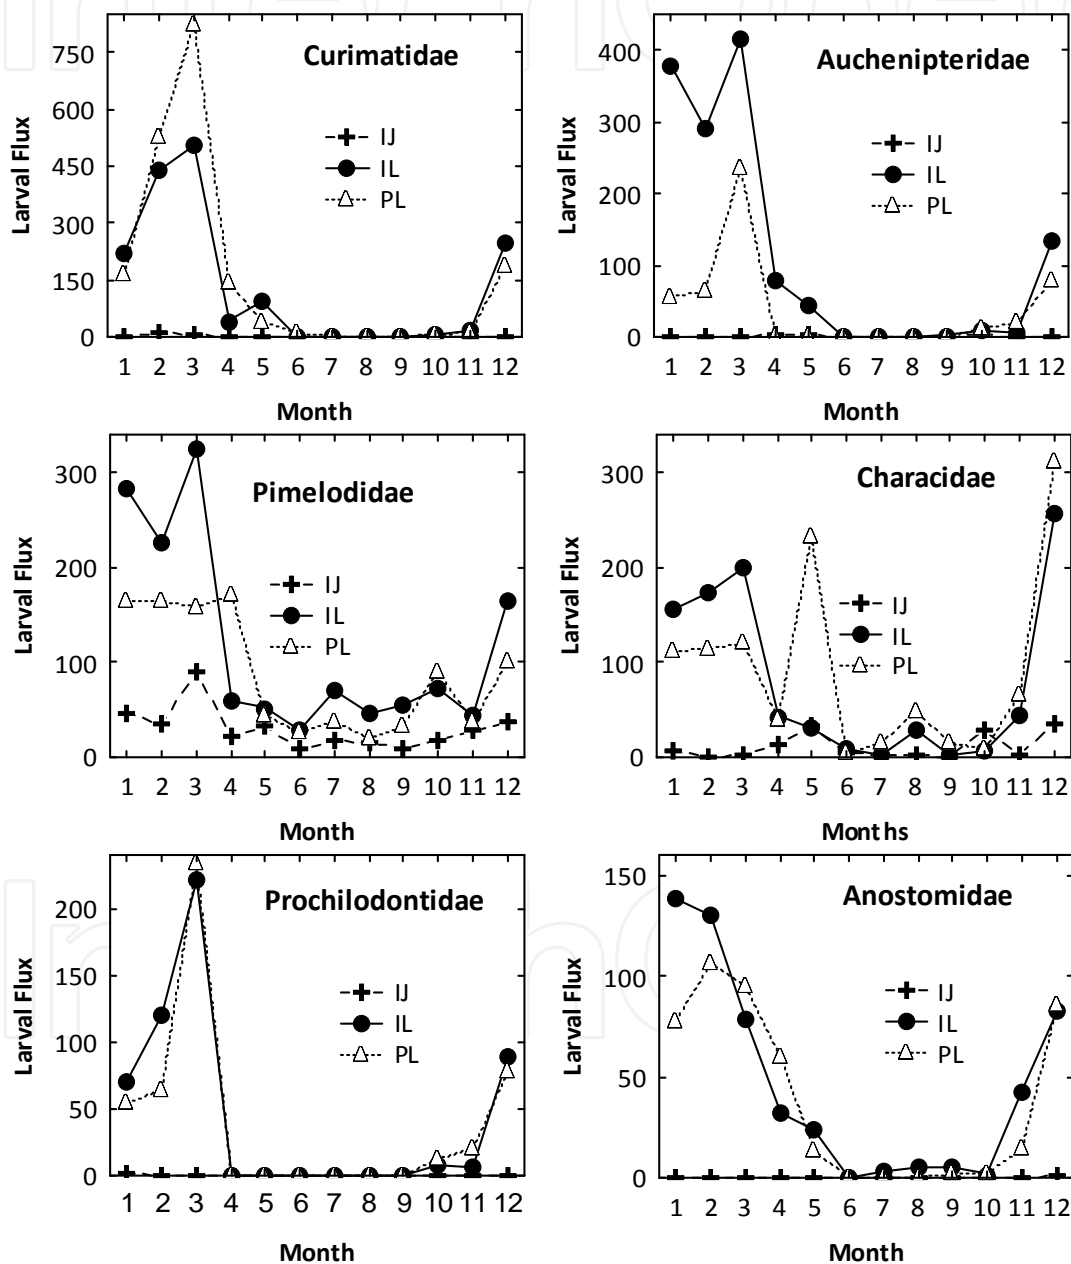 Curimatidae
750
600
450
300
150
0
IJ
IL
PL
Larval Flux
1 2 3 4 5 6 7 8 9 10 11 12
Month
Auchenipteridae
400
300
200
100
0
IJ
IL
PL
Larval Flux
1 2 3 4 5 6 7 8 9 10 11 12
Month
Pimelodidae
300
200
100
0
IJ
IL
PL
Larval Flux
1 2 3 4 5 6 7 8 9 10 11 12
Month
Characidae
300
200
100
0
IJ
IL
PL
Larval Flux
1 2 3 4 5 6 7 8 9 10 11 12
Months
Prochilodontidae
200
150
100
50
0
IJ
IL
PL
Larval Flux
1 2 3 4 5 6 7 8 9 10 11 12
Month
Anostomidae
150
100
50
0
IJ
IL
PL
Larval Flux
1 2 3 4 5 6 7 8 9 10 11 12
Month